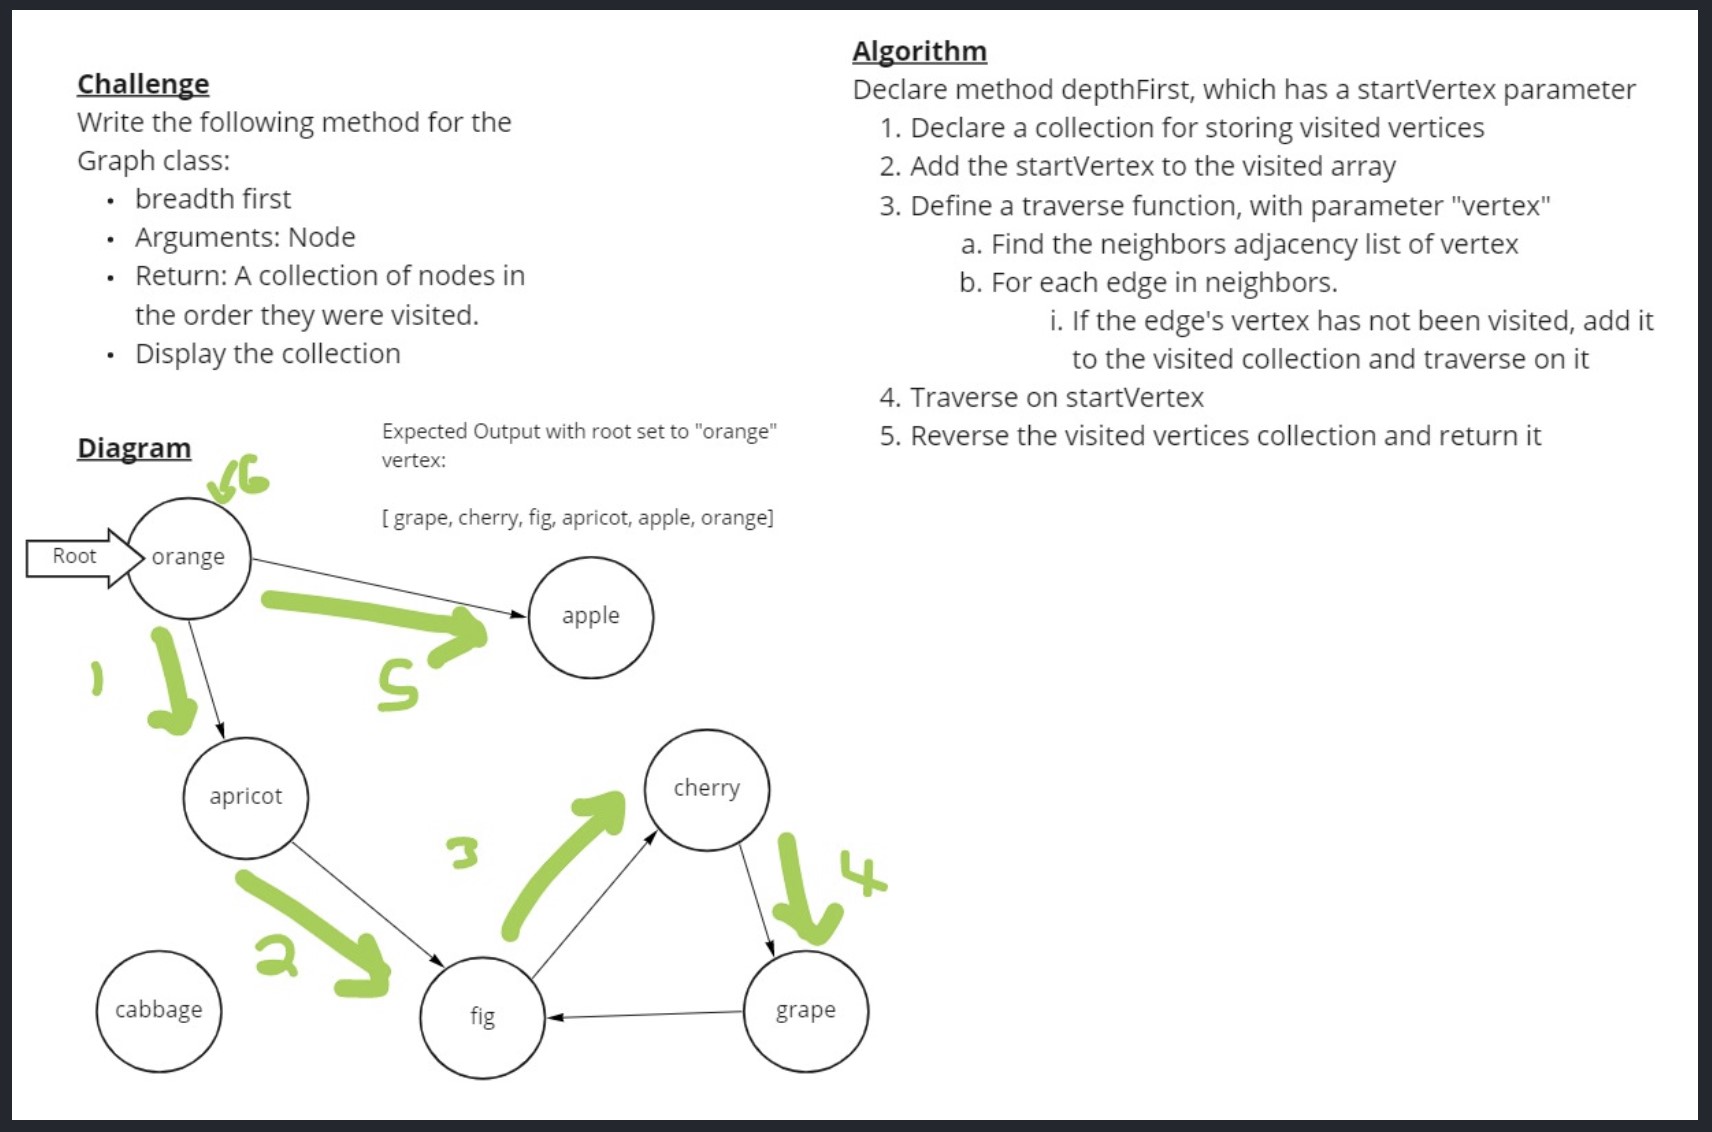 Challenge
Write the following method for the
Graph class:
• breadth first
• Arguments: Node
• Return: A collection of nodes in
the order they were visited.
• Display the collection
Algorithm
Declare method depthFirst, which has a startVertex parameter
1. Declare a collection for storing visited vertices
2. Add the startVertex to the visited array
3. Define a traverse function, with parameter "vertex"
a. Find the neighbors adjacency list of vertex
b. For each edge in neighbors.
i. If the edge's vertex has not been visited, add it
to the visited collection and traverse on it
4. Traverse on startVertex
5. Reverse the visited vertices collection and return it
Diagram
Expected Output with root set to "orange"
vertex:
[ grape, cherry, fig, apricot, apple, orange]
6
Root
orange
apple
1
5
apricot
cherry
3
4
2
cabbage
fig
grape